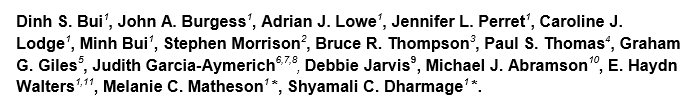 Dinh S. Bui¹, John A. Burgess¹, Adrian J. Lowe¹, Jennifer L. Perret¹, Caroline J.
Lodge¹, Minh Bui¹, Stephen Morrison², Bruce R. Thompson³, Paul S. Thomas⁴, Graham
G. Giles⁵, Judith Garcia-Aymerich⁶,⁷,⁸, Debbie Jarvis⁹, Michael J. Abramson¹⁰, E. Haydn
Walters¹,¹¹, Melanie C. Matheson¹*, Shyamali C. Dharmage¹*.